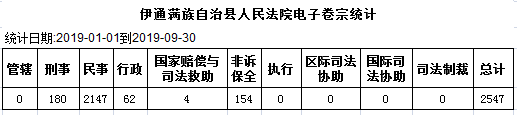 伊通满族自治县人民法院电子卷宗统计
统计日期:2019-01-01到2019-09-30
管辖 刑事 民事 行政 国家赔偿与司法救助 非诉保全 执行 区际司法协助 国际司法协助 司法制裁 总计
0 180 2147 62 4 154 0 0 0 0 2547